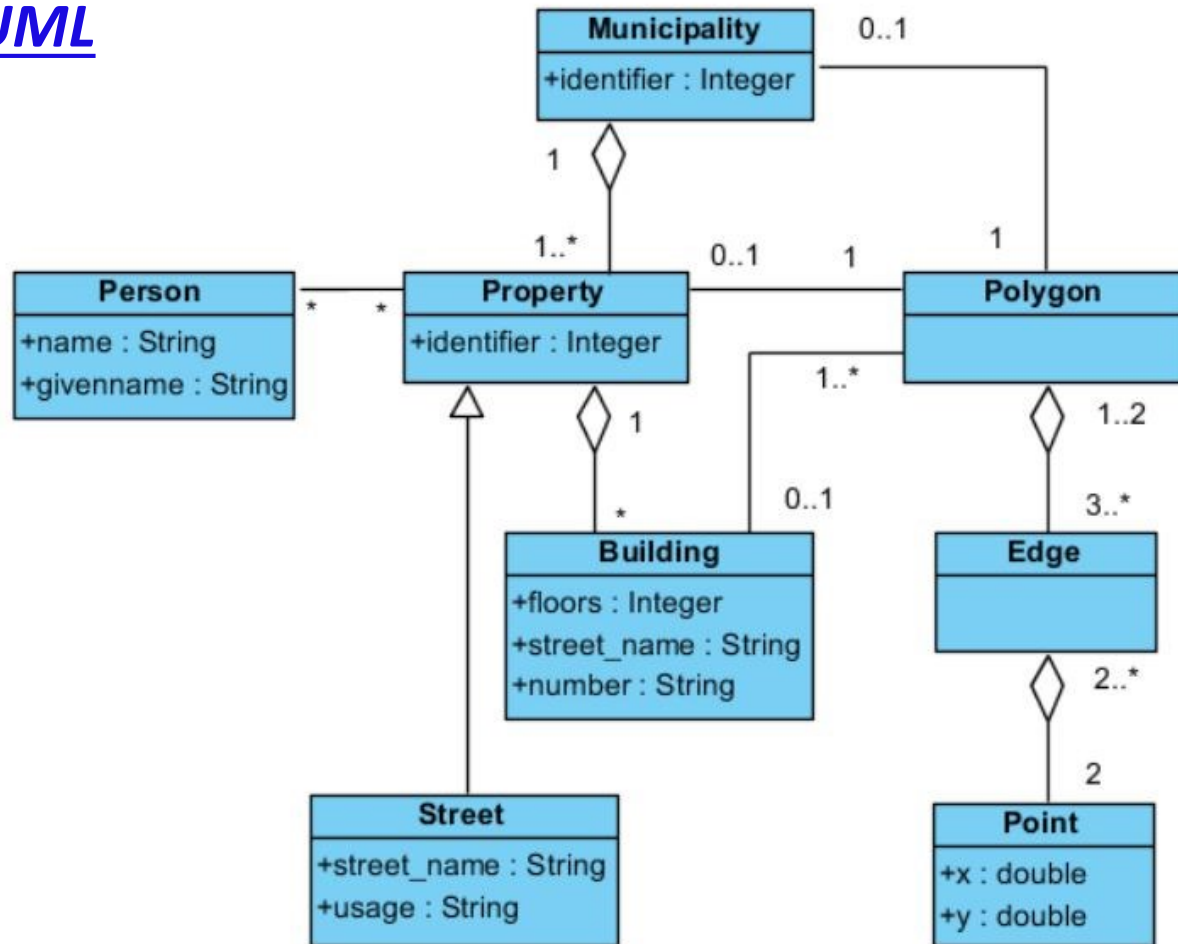 UML
Municipality
+identifier : Integer
0..1
1
1..*
0..1
1
1
Person
+name : String
+givenname : String
*
*
Property
+identifier : Integer
Polygon
1..*
1
1..2
*
0..1
3..*
Building
+floors : Integer
+street_name : String
+number : String
Edge
2..*
2
Street
+street_name : String
+usage : String
Point
+x : double
+y : double